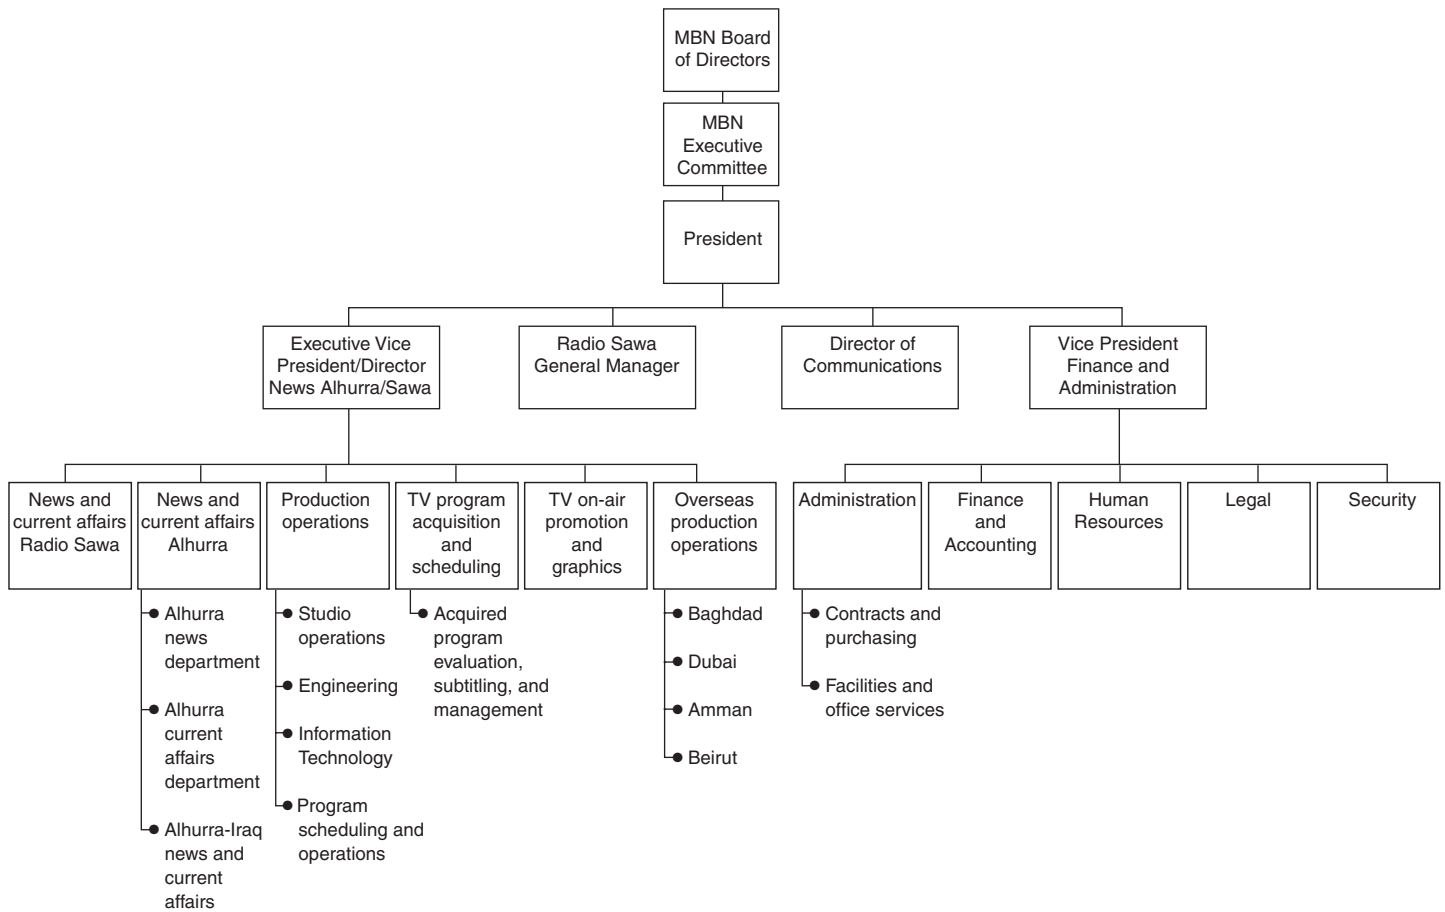 MBN Board
of Directors
MBN
Executive
Committee
President
Executive Vice
President/Director
News Alhurra/Sawa
Radio Sawa
General Manager
Director of
Communications
Vice President
Finance and
Administration
News and
current affairs
Radio Sawa
News and
current affairs
Alhurra
Production
operations
TV program
acquisition
and
scheduling
TV on-air
promotion
and
graphics
Overseas
production
operations
Administration
Finance
and
Accounting
Human
Resources
Legal
Security
Alhurra
news
department
Alhurra
current
affairs
department
Alhurra-Iraq
news and
current
affairs
Studio
operations
Engineering
Information
Technology
Program
scheduling and
operations
Acquired
program
evaluation,
subtitling, and
management
Baghdad
Dubai
Amman
Beirut
Contracts and
purchasing
Facilities and
office services